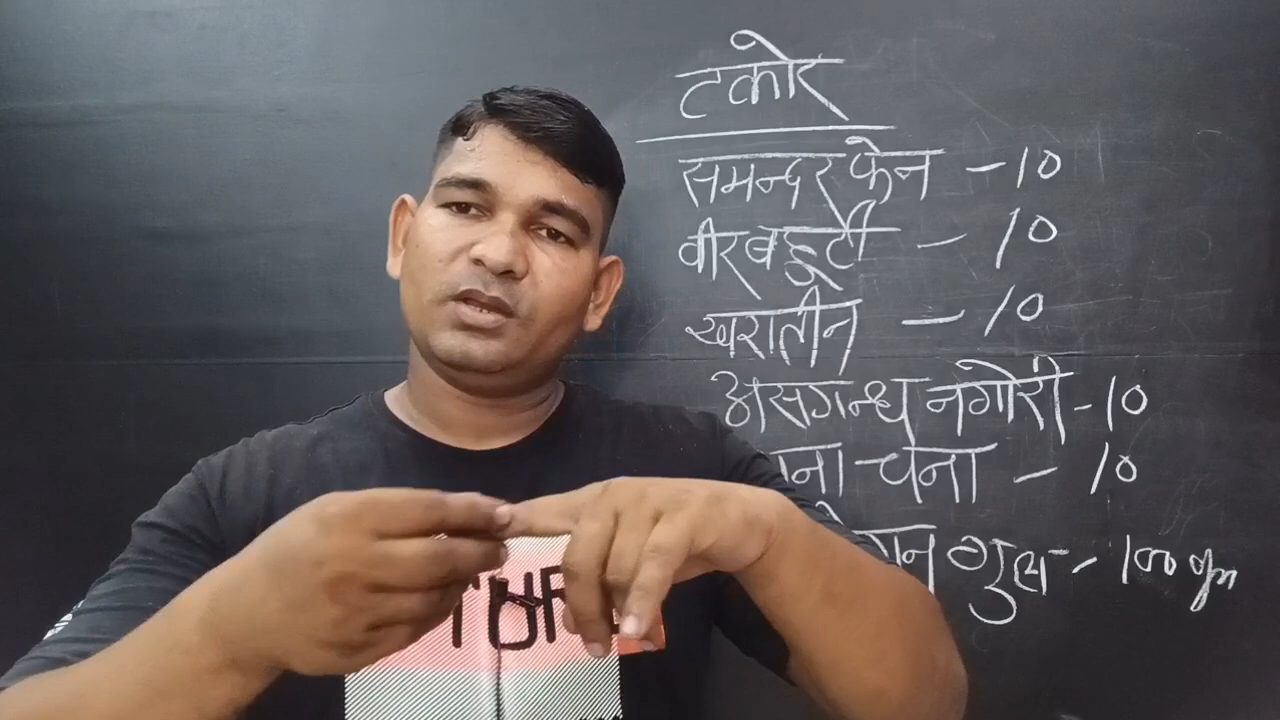 टकोर
समन्दर फेन - 10
वीरबहूटी - 10
खरातीन - 10
असगन्ध नगोरी - 10
चना - 10
गुल - 100 gm